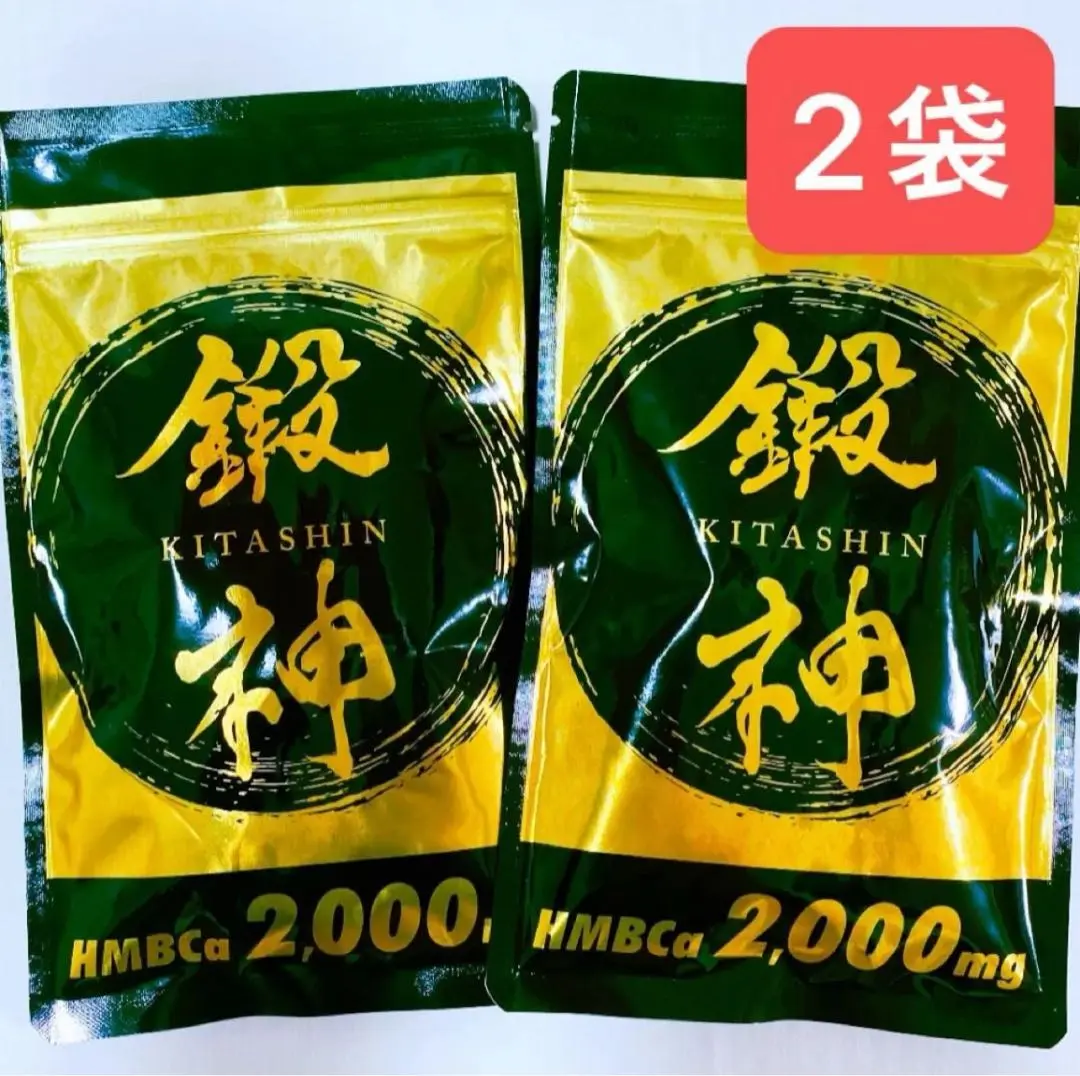 2袋
鍛
KITASHIN
神
HMBCa 2,000
鍛
KITASHIN
神
HMBCa 2,000mg